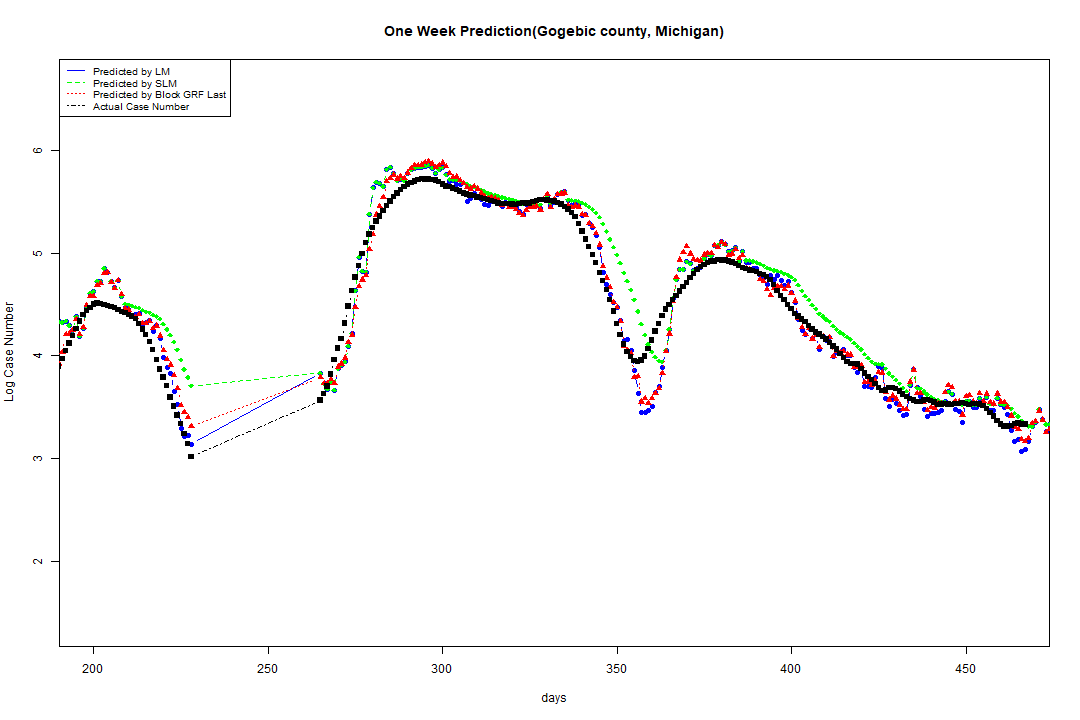 One Week Prediction(Gogebic county, Michigan)
Predicted by LM
Predicted by SLM
Predicted by Block GRF Last
Actual Case Number
Log Case Number
6
5
4
3
2
200
250
300
350
400
450
days